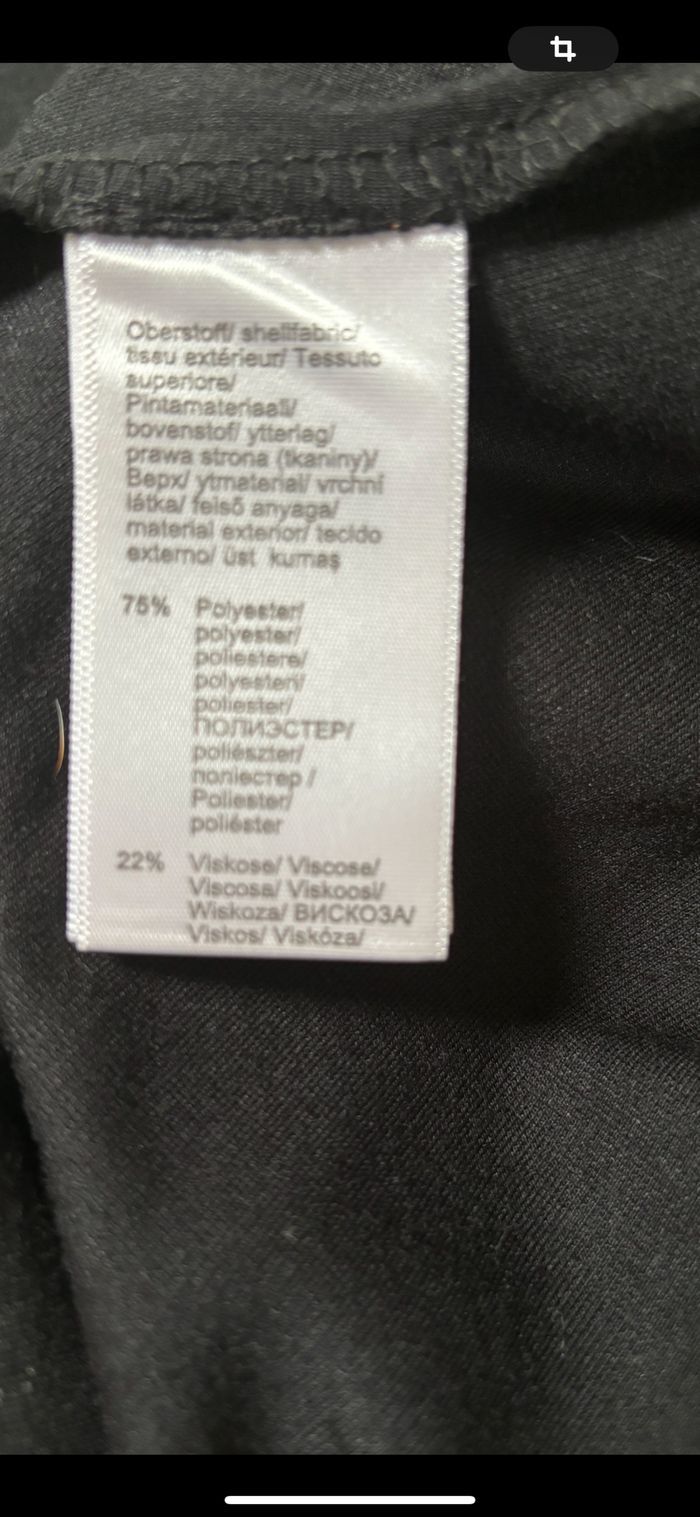 Oberstoff/ shellfabric/
tissu extérieur/ Tessuto
superiore/
Pintamateriaali/
bovenstof/ ytterlag/
prawa strona (tkaniny)/
Верх/ ytmaterial/ vrchní
látka/ felső anyaga/
material exterior/ tecido
externo/ üst kumaş
75% Polyester/
polyester/
poliestere/
polyesteri/
poliester/
ПОЛИЭСТЕР/
poliészter/
поліестер /
Poliester/
poliéster
22% Viskose/ Viscose/
Viscosa/ Viskoosi/
Wiskoza/ ВИСКОЗА/
Viskos/ Viskóza/